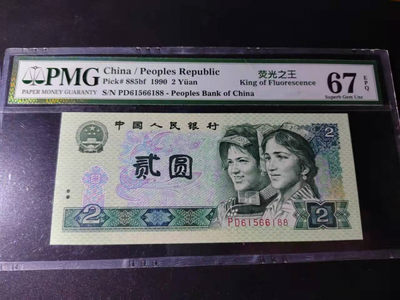 PMG
PAPER MONEY GUARANTY
China / Peoples Republic
Pick# 885bf 1990 2 Yüan
S/N PD61566188 - Peoples Bank of China
荧光之王
King of Fluorescence
67
EPQ
Superb Gem Unc
中国人民银行
2
贰圆
2
2
PD61566188